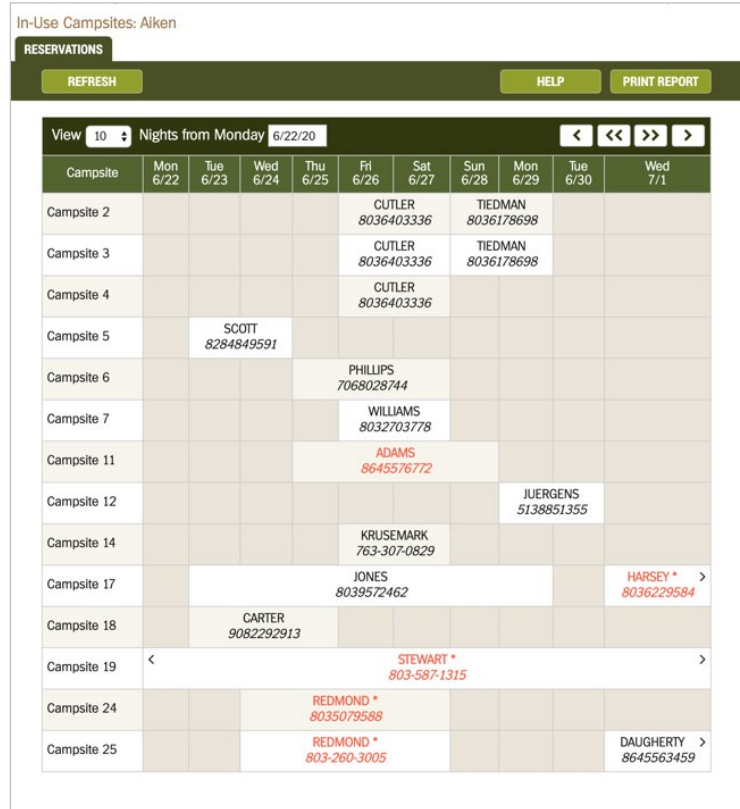 In-Use Campsites: Aiken
RESERVATIONS
REFRESH HELP PRINT REPORT
View 10 Nights from Monday 6/22/20 < << >> >
Campsite Mon Tue Wed Thu Fri Sat Sun Mon Tue Wed
6/22 6/23 6/24 6/25 6/26 6/27 6/28 6/29 6/30 7/1
Campsite 2 CUTLER TIEDMAN
8036403336 8036178698
Campsite 3 CUTLER TIEDMAN
8036403336 8036178698
Campsite 4 CUTLER
8036403336
Campsite 5 SCOTT
8284849591
Campsite 6 PHILLIPS
7068028744
Campsite 7 WILLIAMS
8032703778
Campsite 11 ADAMS
8645576772
Campsite 12 JUERGENS
5138851355
Campsite 14 KRUSEMARK
763-307-0829
Campsite 17 JONES HARSEY * >
8039572462 8036229584
Campsite 18 CARTER
9082292913
Campsite 19 < STEWART * >
803-587-1315
Campsite 24 REDMOND *
8035079588
Campsite 25 REDMOND * DAUGHERTY >
803-260-3005 8645563459